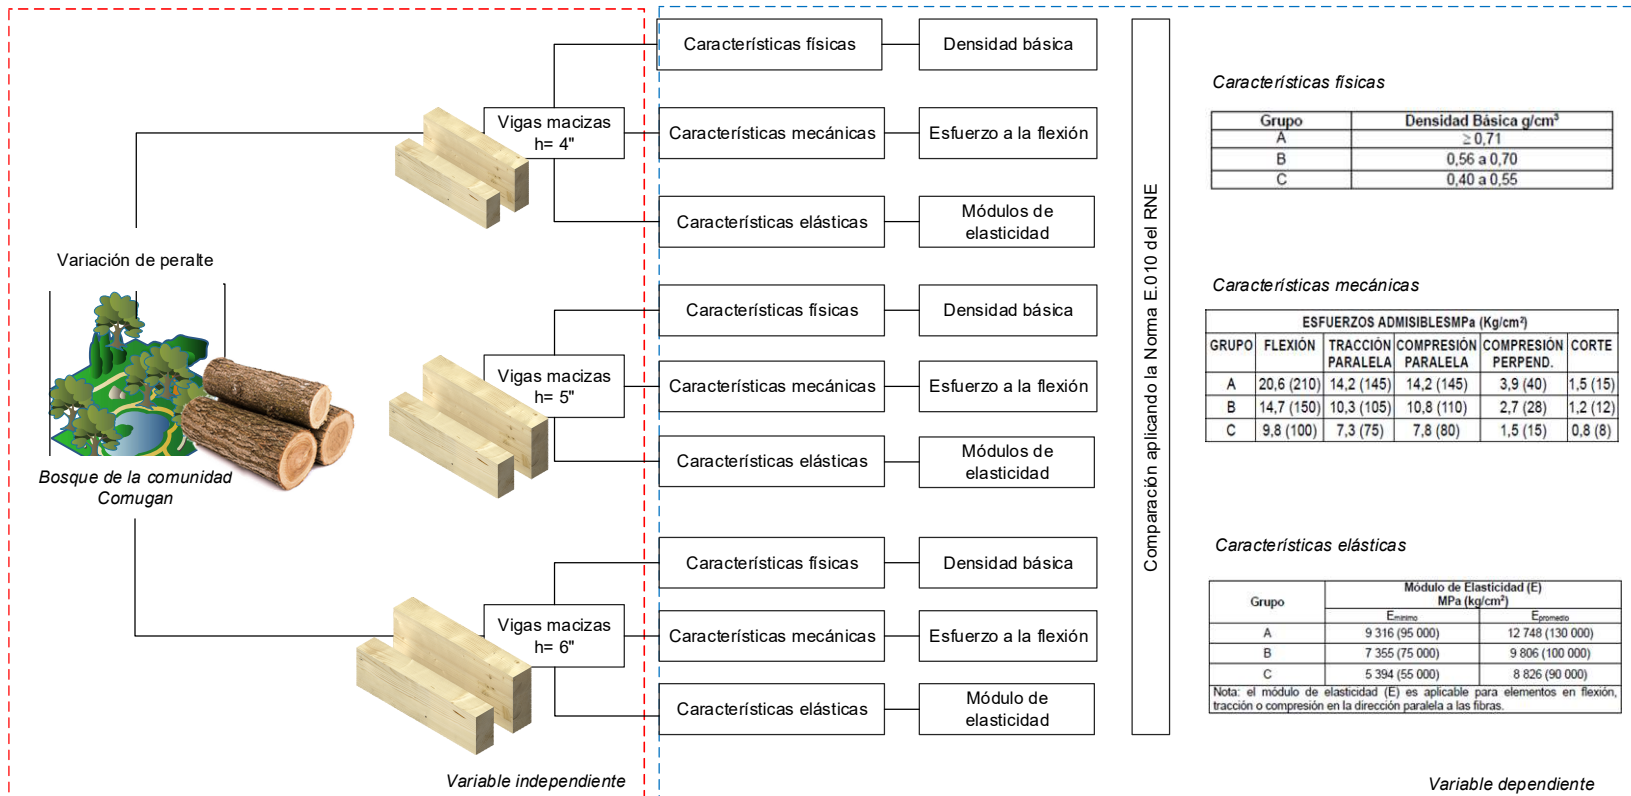 Variación de peralte
Bosque de la comunidad
Comugan
Vigas macizas
h= 4"
Características físicas
Densidad básica
Características mecánicas
Esfuerzo a la flexión
Características elásticas
Módulos de
elasticidad
Vigas macizas
h= 5"
Características físicas
Densidad básica
Características mecánicas
Esfuerzo a la flexión
Características elásticas
Módulos de
elasticidad
Vigas macizas
h= 6"
Características físicas
Densidad básica
Características mecánicas
Esfuerzo a la flexión
Características elásticas
Módulo de
elasticidad
Variable independiente
Comparación aplicando la Norma E.010 del RNE
Características físicas
Grupo Densidad Básica g/cm³
A ≥ 0,71
B 0,56 a 0,70
C 0,40 a 0,55
Características mecánicas
ESFUERZOS ADMISIBLESMPa (Kg/cm²)
GRUPO FLEXIÓN TRACCIÓN COMPRESIÓN COMPRESIÓN CORTE
PARALELA PARALELA PERPEND.
A 20,6 (210) 14,2 (145) 14,2 (145) 3,9 (40) 1,5 (15)
B 14,7 (150) 10,3 (105) 10,8 (110) 2,7 (28) 1,2 (12)
C 9,8 (100) 7,3 (75) 7,8 (80) 1,5 (15) 0,8 (8)
Características elásticas
Grupo Módulo de Elasticidad (E)
MPa (kg/cm²)
Emínimo Epromedio
A 9 316 (95 000) 12 748 (130 000)
B 7 355 (75 000) 9 806 (100 000)
C 5 394 (55 000) 8 826 (90 000)
Nota: el módulo de elasticidad (E) es aplicable para elementos en flexión,
tracción o compresión en la dirección paralela a las fibras.
Variable dependiente